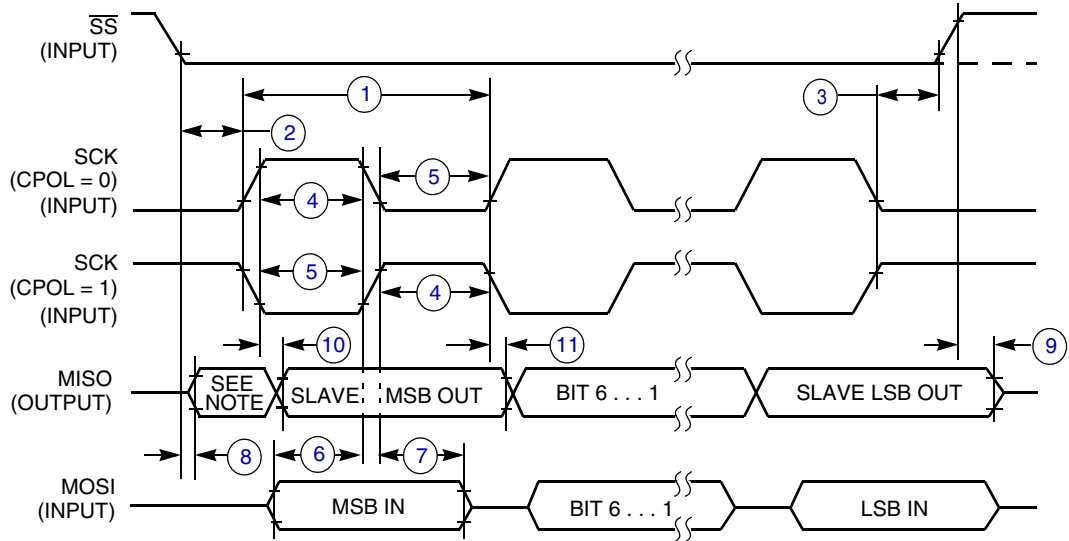 SS
(INPUT)
1
3
2
SCK
(CPOL = 0)
(INPUT)
5
4
SCK
(CPOL = 1)
(INPUT)
5
4
10
11
9
MISO
(OUTPUT)
SEE
NOTE
SLAVE
MSB OUT
BIT 6 . . . 1
SLAVE LSB OUT
8
6
7
MOSI
(INPUT)
MSB IN
BIT 6 . . . 1
LSB IN